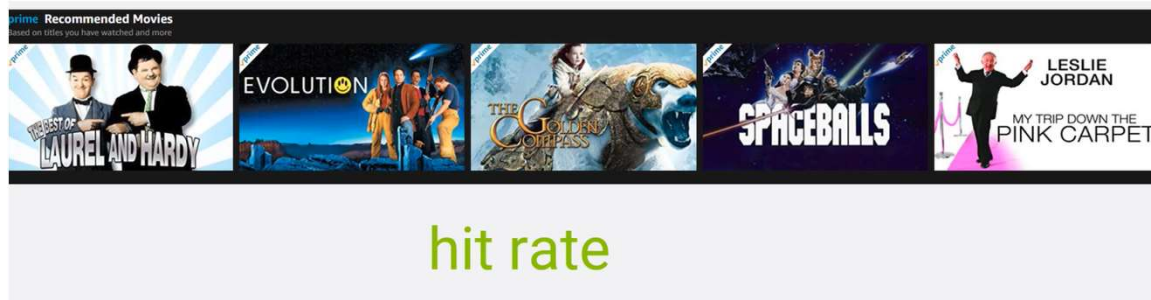 prime Recommended Movies
Based on titles you have watched and more
prime
THE BEST OF
LAUREL AND HARDY
prime
EVOLUTION
prime
THE
GOLDEN
COMPASS
prime
SPACEBALLS
prime
LESLIE
JORDAN
MY TRIP DOWN THE
PINK CARPET
hit rate